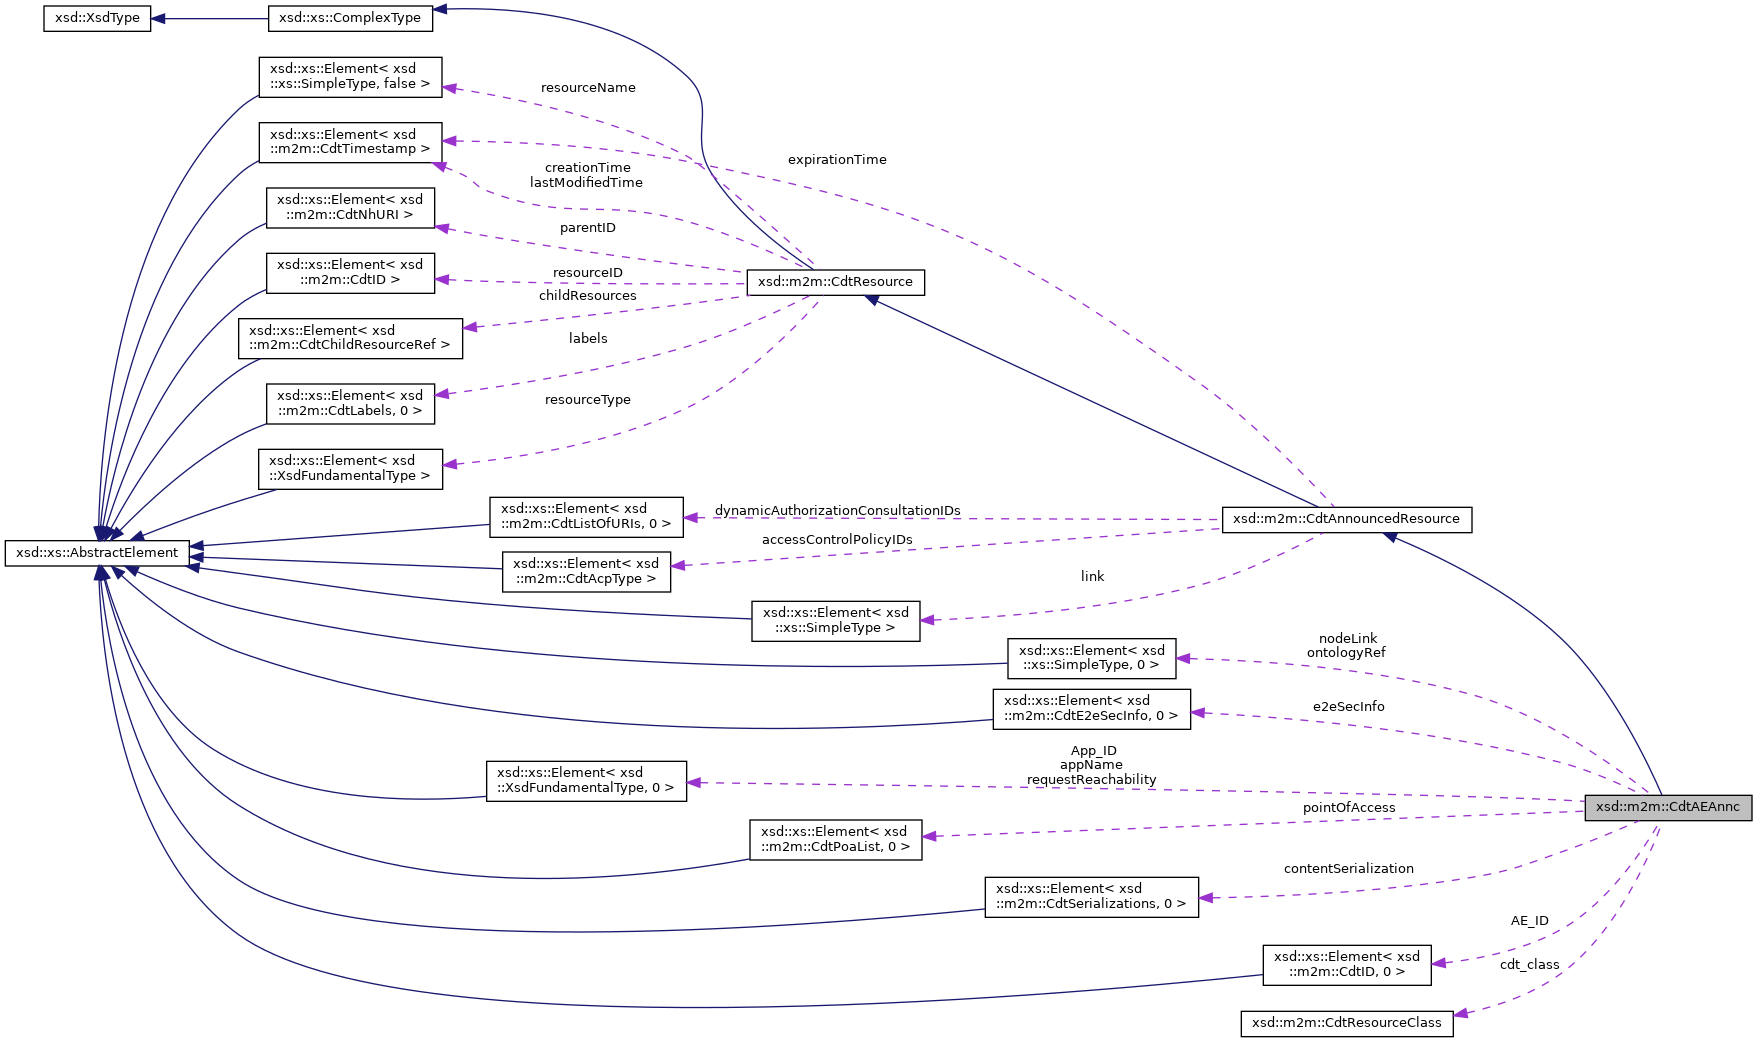 xsd::XsdType
xsd::xs::ComplexType
xsd::xs::Element< xsd
::xs::SimpleType, false >
resourceName
xsd::xs::Element< xsd
::m2m::CdtTimestamp >
expirationTime
creationTime
lastModifiedTime
xsd::xs::Element< xsd
::m2m::CdtNhURI >
parentID
xsd::xs::Element< xsd
::m2m::CdtID >
resourceID
xsd::m2m::CdtResource
childResources
xsd::xs::Element< xsd
::m2m::CdtChildResourceRef >
labels
xsd::xs::Element< xsd
::m2m::CdtLabels, 0 >
resourceType
xsd::xs::Element< xsd
::XsdFundamentalType >
xsd::xs::Element< xsd
::m2m::CdtListOfURIs, 0 >
dynamicAuthorizationConsultationIDs
xsd::m2m::CdtAnnouncedResource
accessControlPolicyIDs
xsd::xs::AbstractElement
xsd::xs::Element< xsd
::m2m::CdtAcpType >
link
xsd::xs::Element< xsd
::xs::SimpleType >
nodeLink
ontologyRef
xsd::xs::Element< xsd
::xs::SimpleType, 0 >
xsd::xs::Element< xsd
::m2m::CdtE2eSecInfo, 0 >
e2eSecInfo
App_ID
appName
requestReachability
xsd::xs::Element< xsd
::XsdFundamentalType, 0 >
xsd::m2m::CdtAEAnnc
pointOfAccess
xsd::xs::Element< xsd
::m2m::CdtPoaList, 0 >
contentSerialization
xsd::xs::Element< xsd
::m2m::CdtSerializations, 0 >
AE_ID
xsd::xs::Element< xsd
::m2m::CdtID, 0 >
cdt_class
xsd::m2m::CdtResourceClass